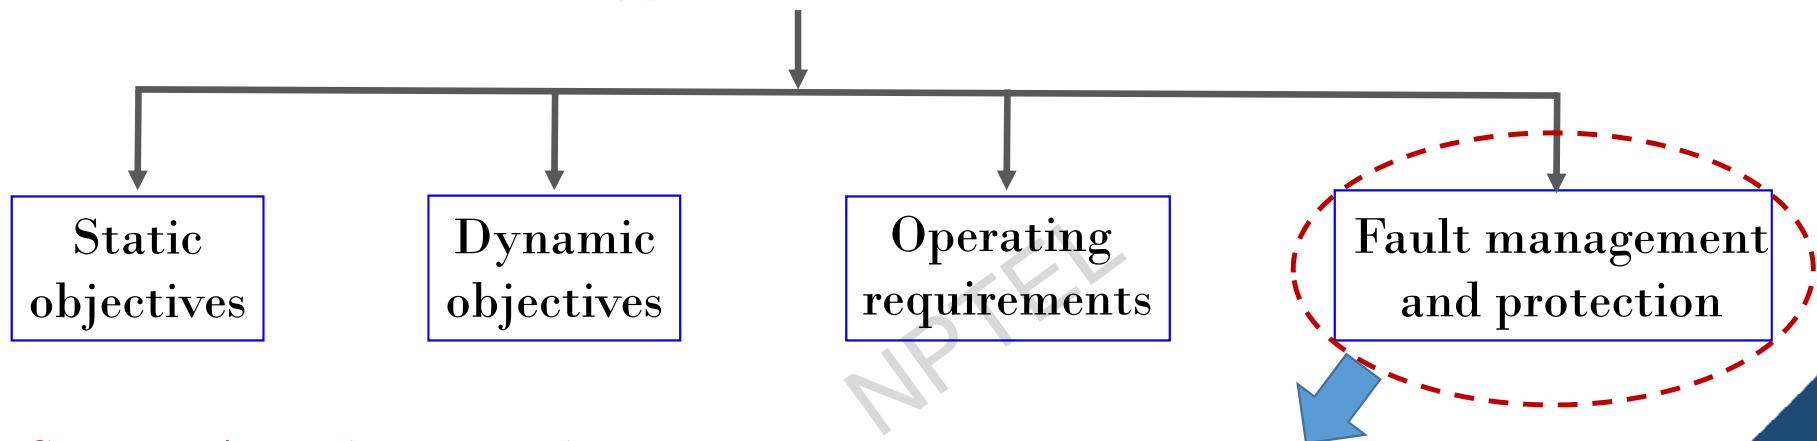 Static
objectives
Dynamic
objectives
Operating
requirements
Fault management
and protection
NPTEL